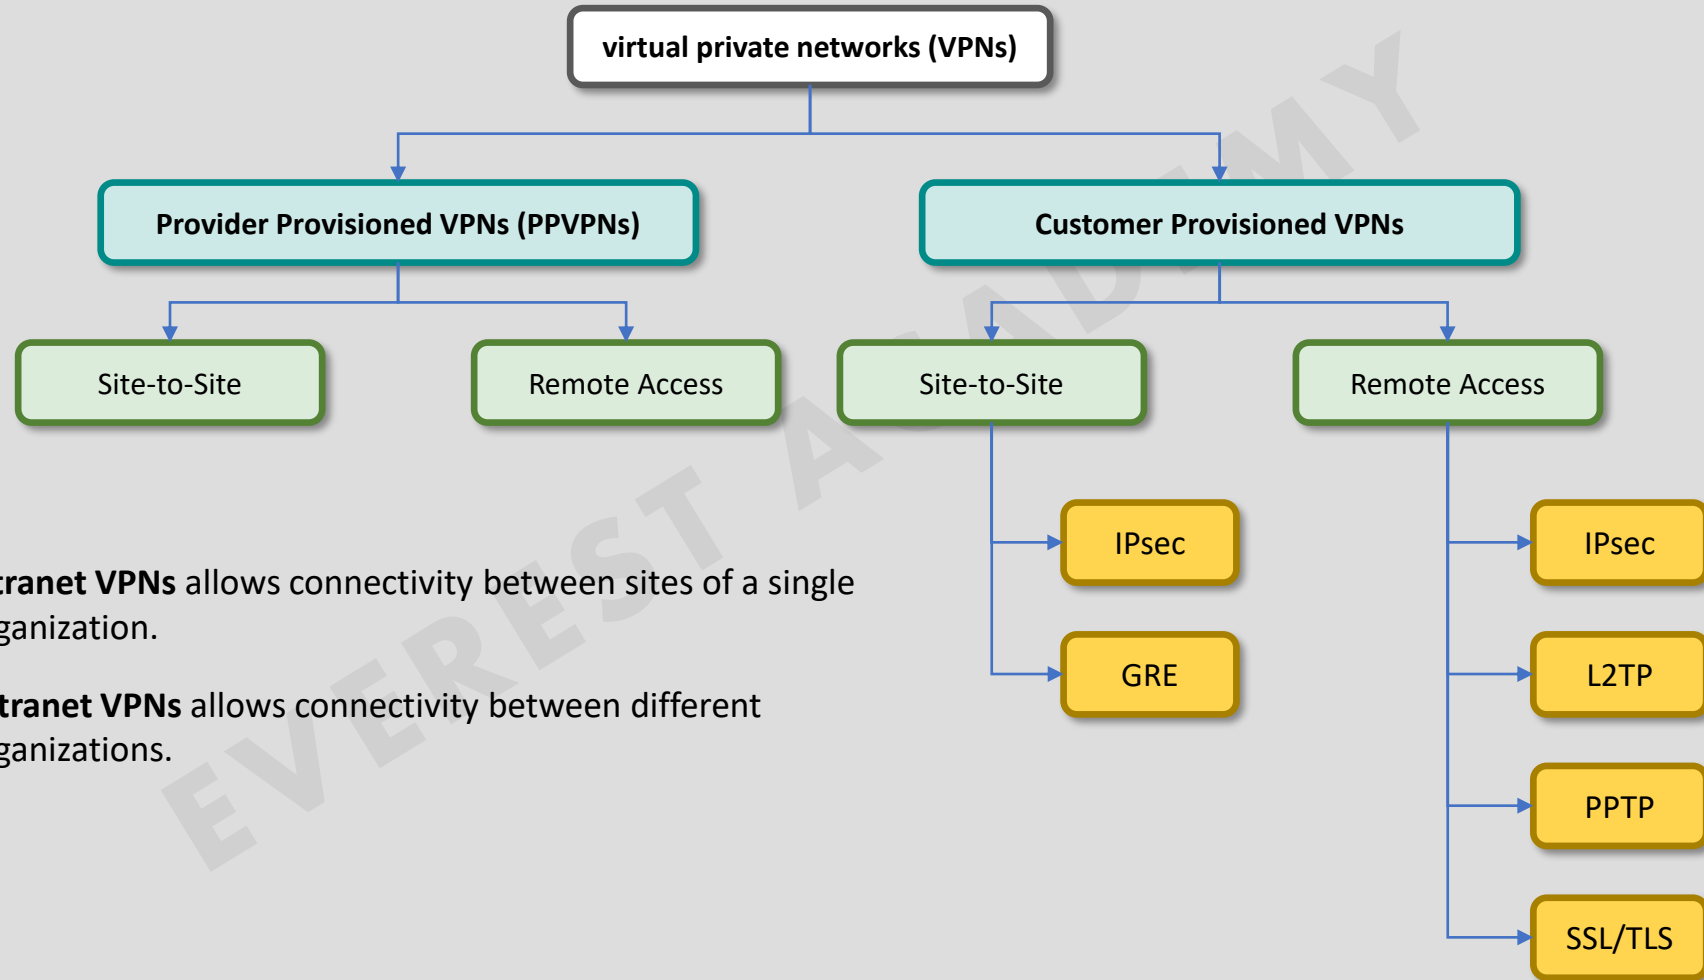 virtual private networks (VPNs)
Provider Provisioned VPNs (PPVPNs)
Customer Provisioned VPNs
Site-to-Site
Remote Access
Site-to-Site
Remote Access
IPsec
IPsec
tranet VPNs allows connectivity between sites of a single
ganization.
GRE
L2TP
tranet VPNs allows connectivity between different
ganizations.
PPTP
SSL/TLS
EVEREST ACADEMY